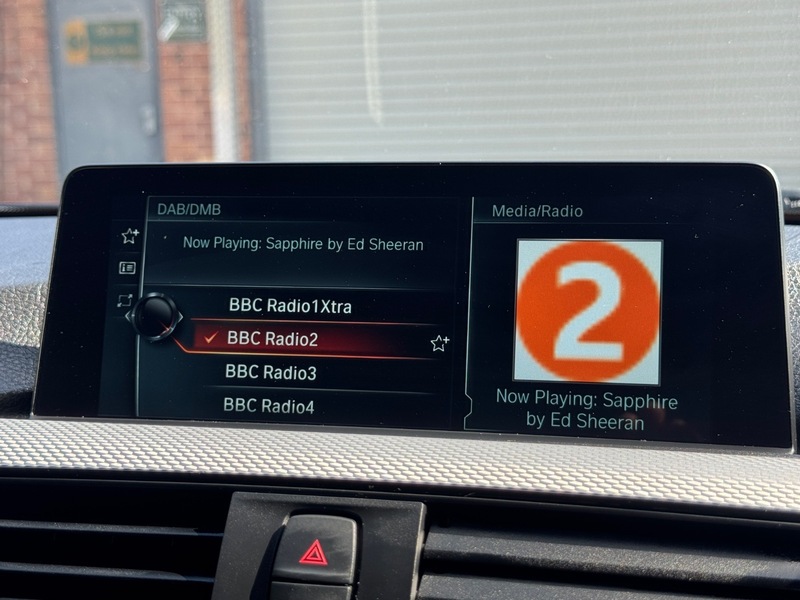 DAB/DMB
Now Playing: Sapphire by Ed Sheeran
BBC Radio1Xtra
BBC Radio2
BBC Radio3
BBC Radio4
Media/Radio
2
Now Playing: Sapphire
by Ed Sheeran